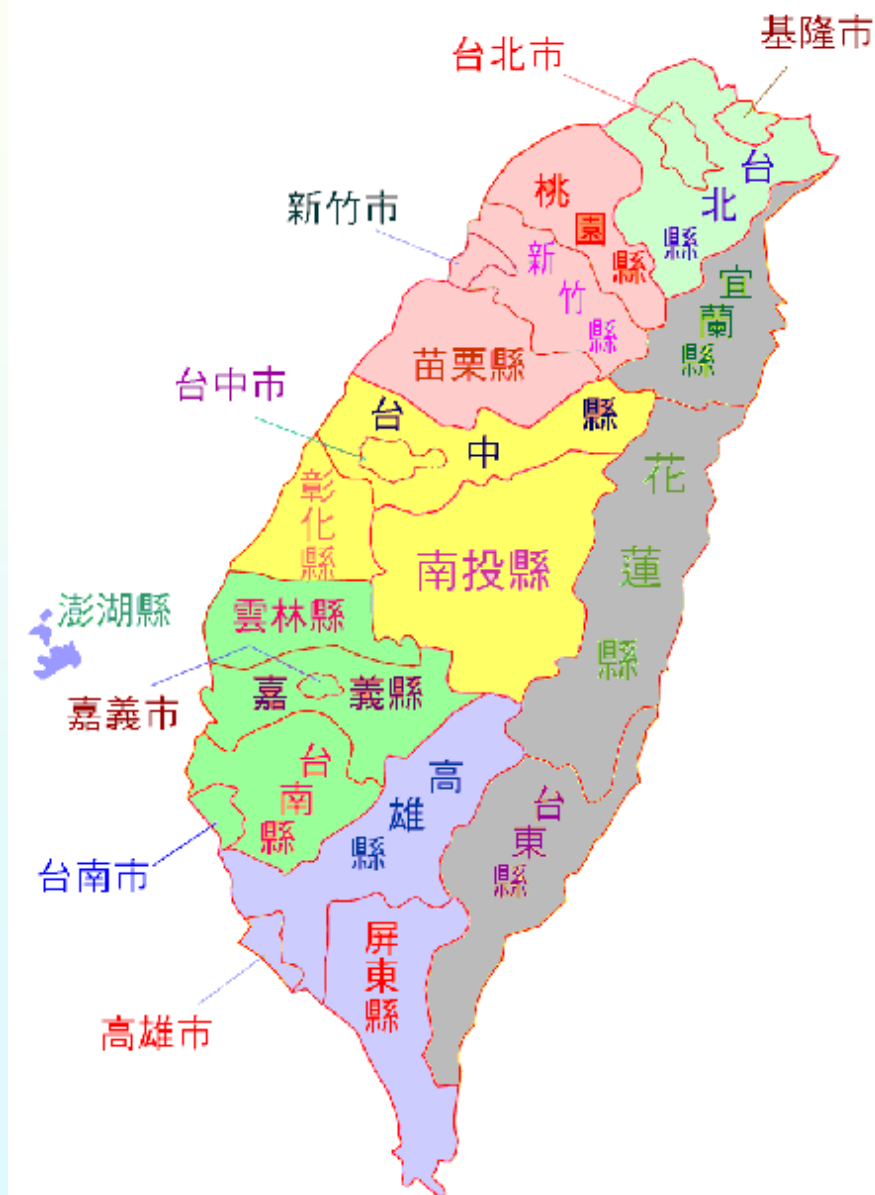 基隆市
台北市
台北縣
桃園縣
新竹市
新竹縣
宜蘭縣
苗栗縣
台中市
台中縣
花蓮縣
彰化縣
南投縣
澎湖縣
雲林縣
嘉義市
嘉義縣
台南縣
高雄縣
台東縣
台南市
屏東縣
高雄市